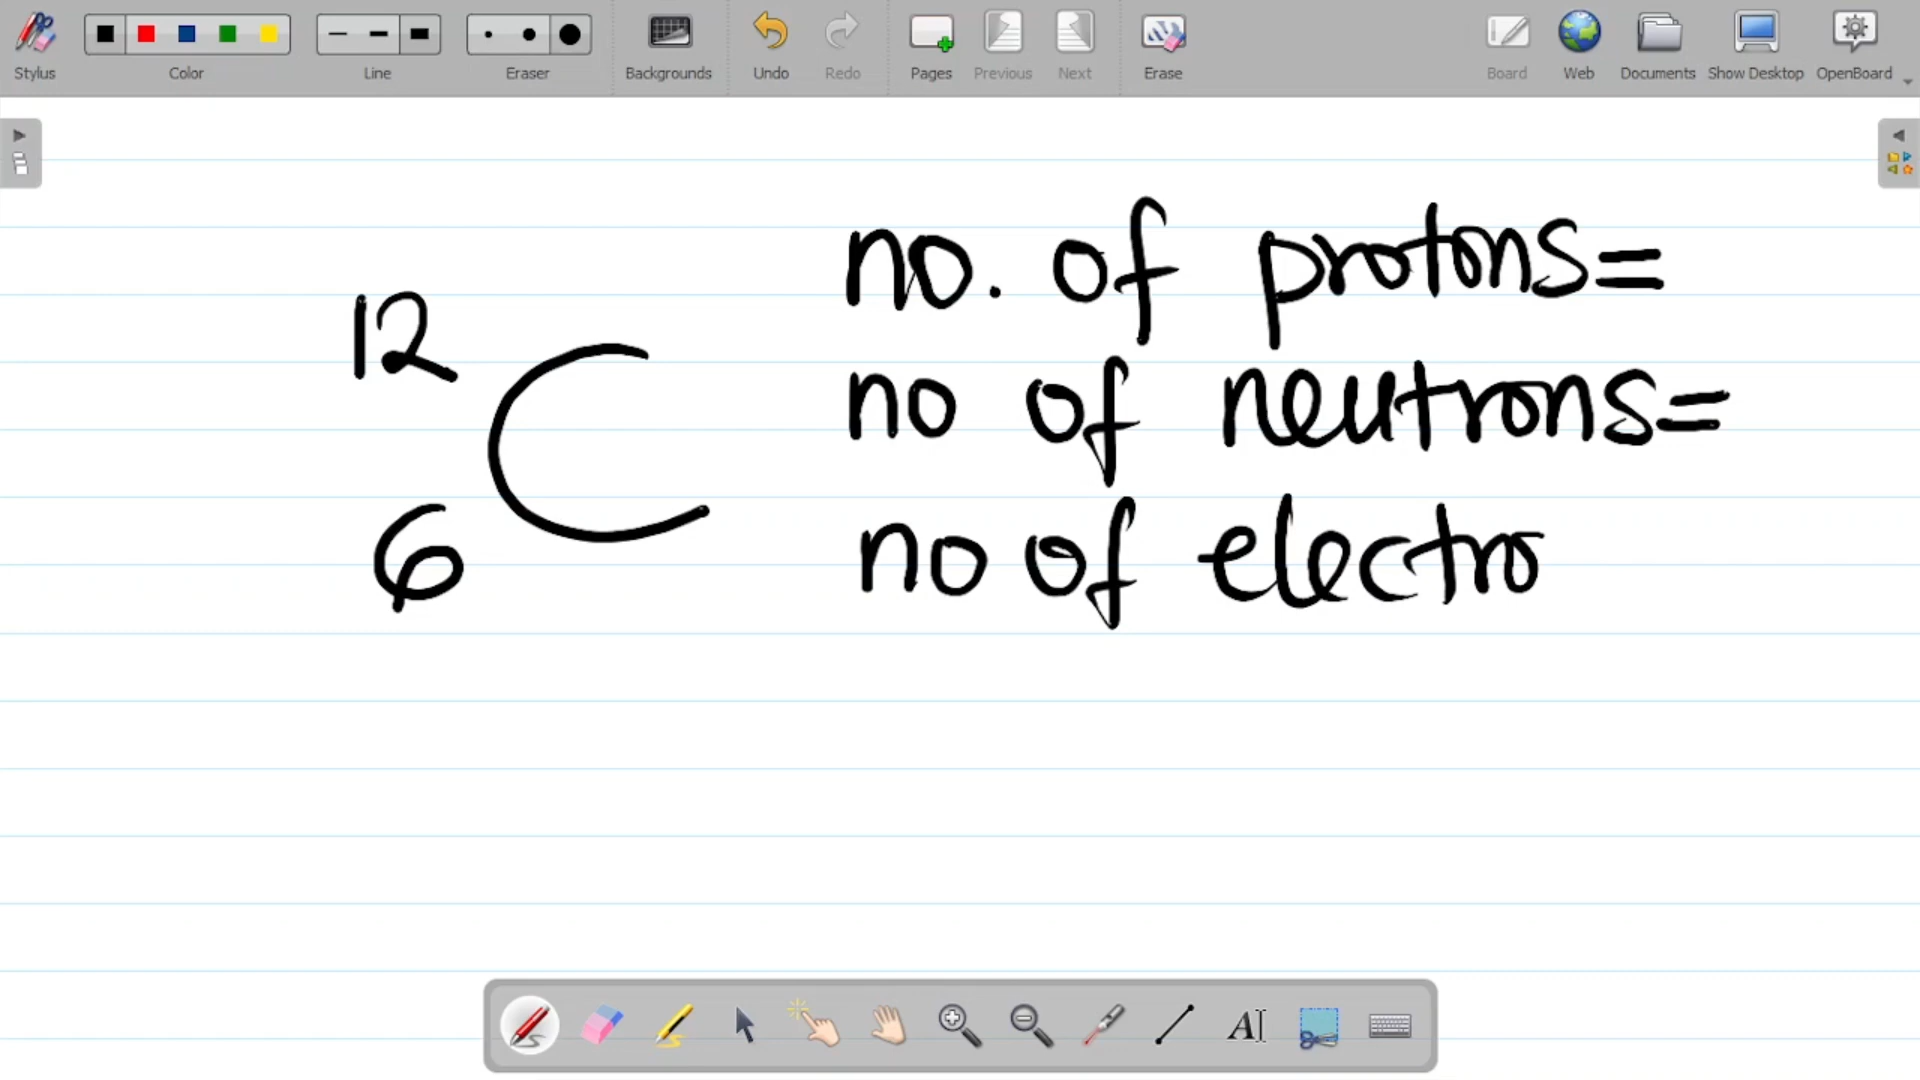 Stylus
Color
Line
Eraser
Backgrounds
Undo
Redo
Pages
Previous
Next
Erase
Board
Web
Documents
Show Desktop
OpenBoard
no. of protons=
12
C
no of neutrons=
6
no of electro
A